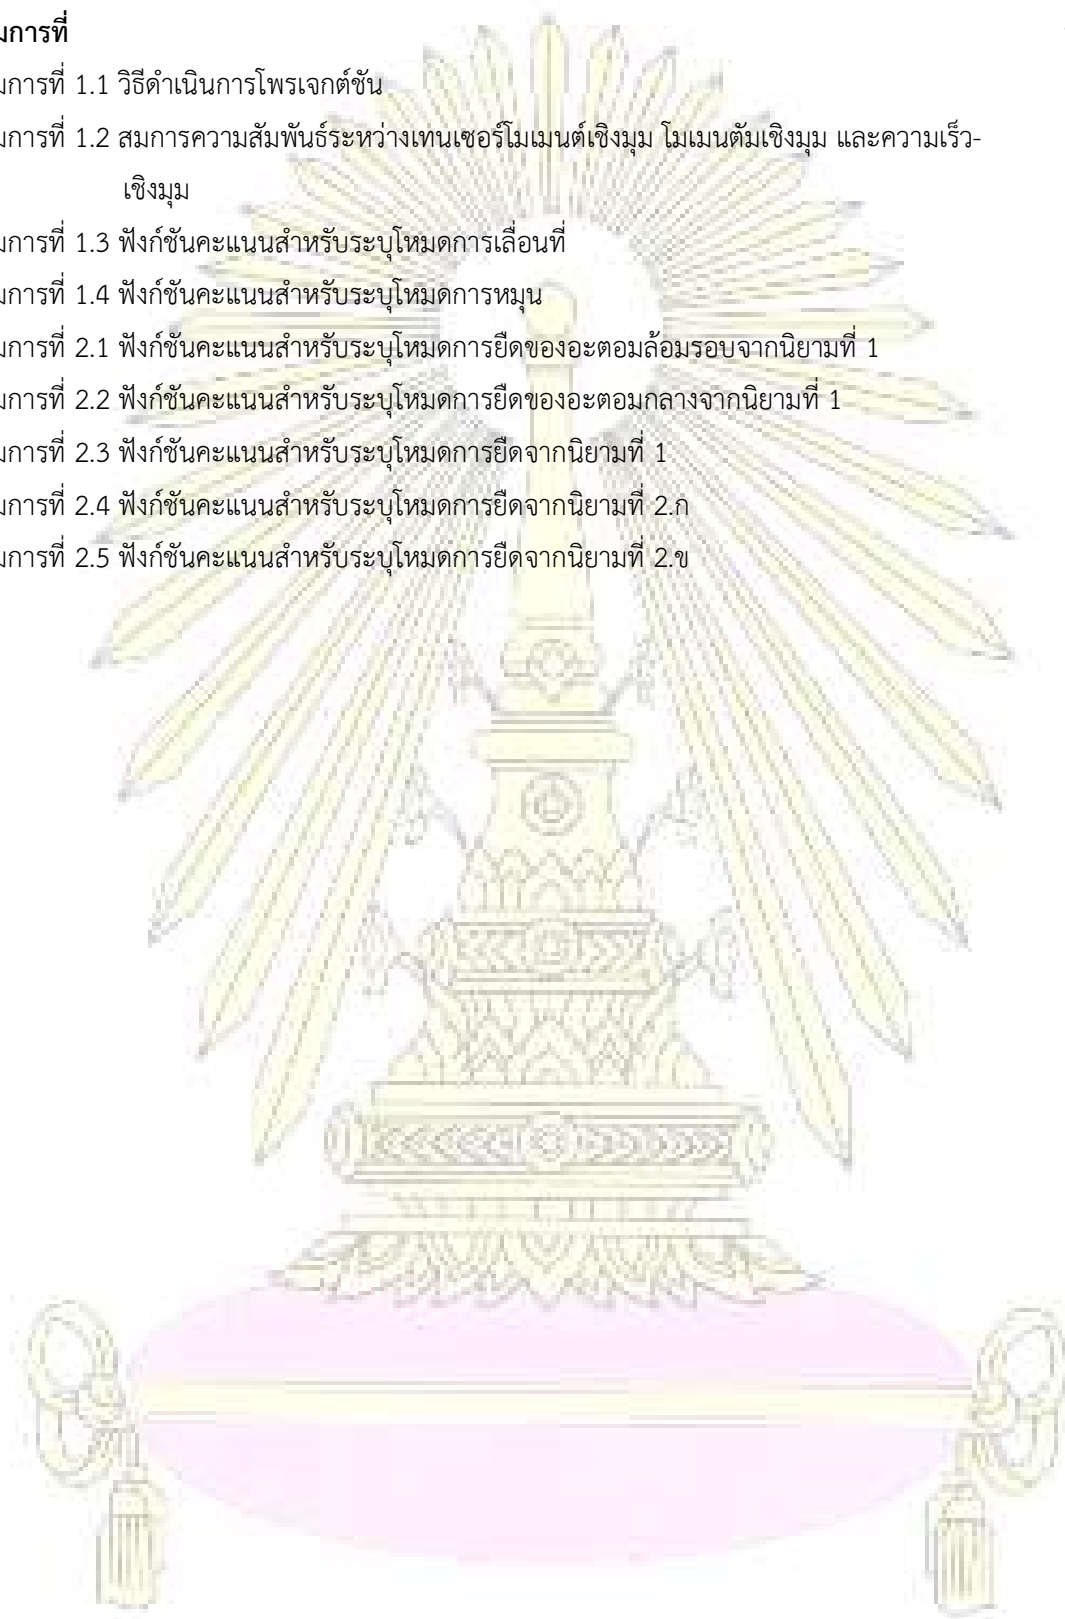 มการที่
มการที่ 1.1 วิธีดำเนินการโพรเจกต์ชัน
มการที่ 1.2 สมการความสัมพันธ์ระหว่างเทนเซอร์โมเมนต์เชิงมุม โมเมนตัมเชิงมุม และความเร็ว-
เชิงมุม
มการที่ 1.3 ฟังก์ชันคะแนนสำหรับระบุโหมดการเลื่อนที่
มการที่ 1.4 ฟังก์ชันคะแนนสำหรับระบุโหมดการหมุน
มการที่ 2.1 ฟังก์ชันคะแนนสำหรับระบุโหมดการยืดของอะตอมล้อมรอบจากนิยามที่ 1
มการที่ 2.2 ฟังก์ชันคะแนนสำหรับระบุโหมดการยืดของอะตอมกลางจากนิยามที่ 1
มการที่ 2.3 ฟังก์ชันคะแนนสำหรับระบุโหมดการยืดจากนิยามที่ 1
มการที่ 2.4 ฟังก์ชันคะแนนสำหรับระบุโหมดการยืดจากนิยามที่ 2.ก
มการที่ 2.5 ฟังก์ชันคะแนนสำหรับระบุโหมดการยืดจากนิยามที่ 2.ข